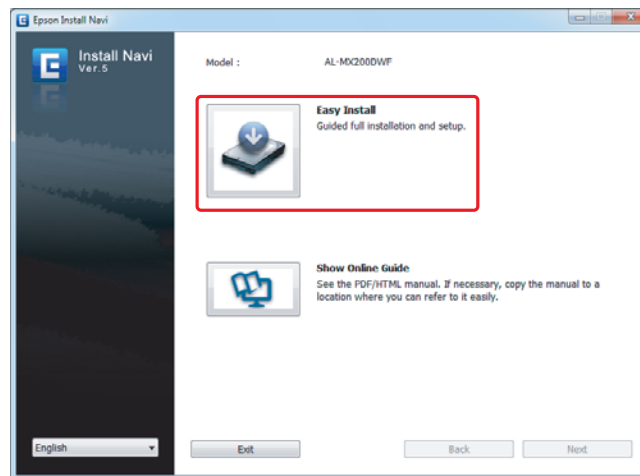 Epson Install Navi
Install Navi
Ver.5
Model :
AL-MX200DWF
Easy Install
Guided full installation and setup.
Show Online Guide
See the PDF/HTML manual. If necessary, copy the manual to a
location where you can refer to it easily.
English
Exit
Back
Next